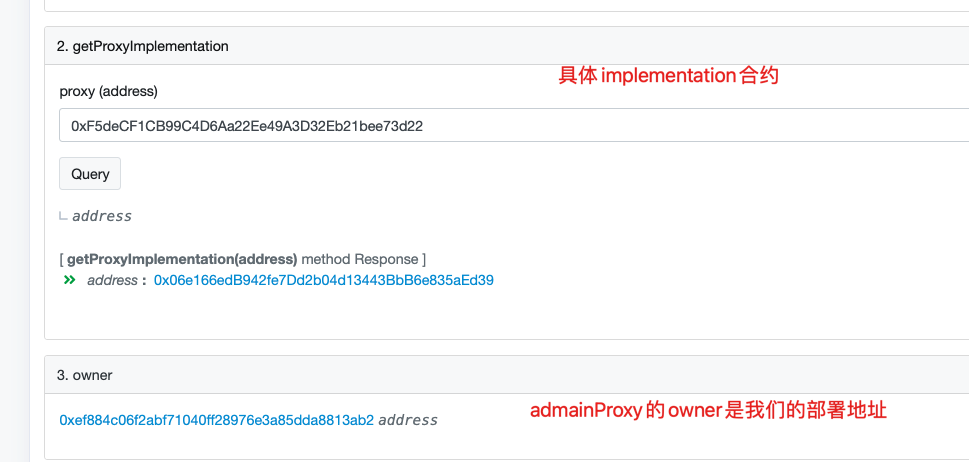 2. getProxyImplementation
具体implementation合约
proxy (address)
0xF5deCF1CB99C4D6Aa22Ee49A3D32Eb21bee73d22
Query
address
[ getProxyImplementation(address) method Response ]
address : 0x06e166edB942fe7Dd2b04d13443BbB6e835aEd39
3. owner
0xef884c06f2abf71040ff28976e3a85dda8813ab2 address
admainProxy的owner是我们的部署地址